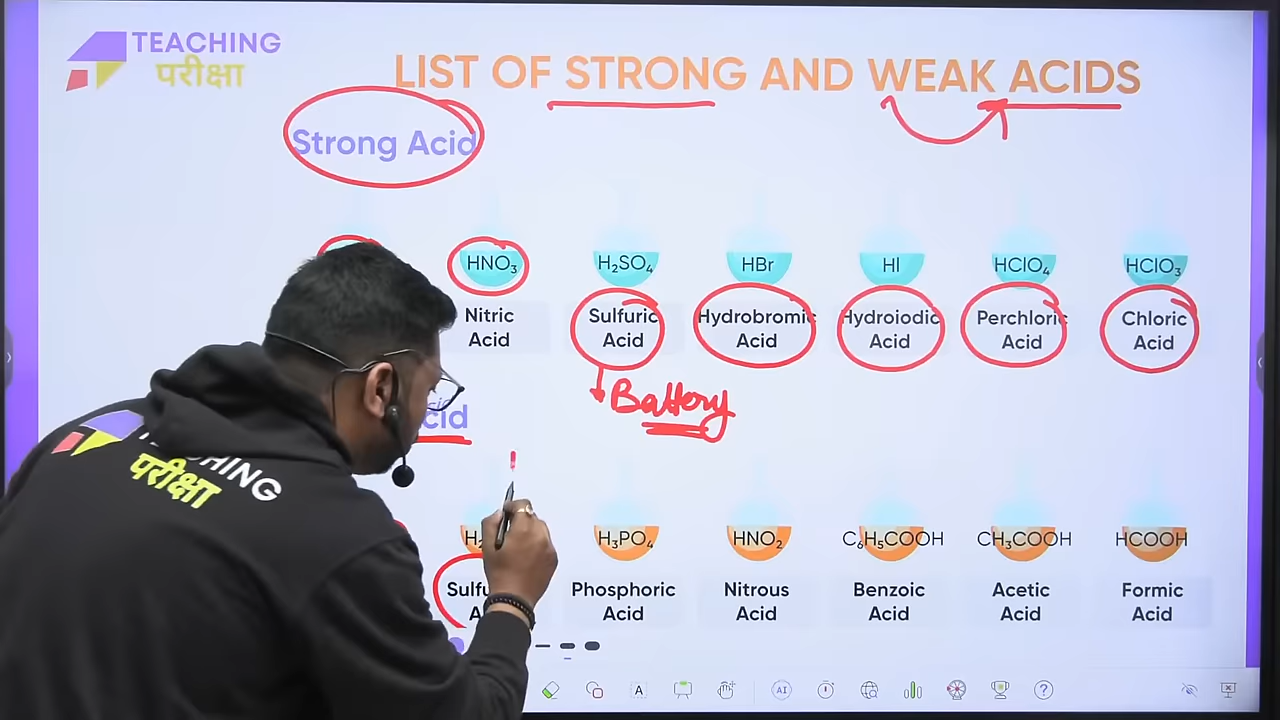 TEACHING
परीक्षा
LIST OF STRONG AND WEAK ACIDS
Strong Acid
HNO₃ H₂SO₄ HBr HI HClO₄ HClO₃
Nitric Sulfuric Hydrobromic Hydroiodic Perchloric Chloric
Acid Acid Acid Acid Acid Acid
Battery
H₃PO₄ HNO₂ C₆H₅COOH CH₃COOH HCOOH
Phosphoric Nitrous Benzoic Acetic Formic
Acid Acid Acid Acid Acid
परीक्षा
A AI ?